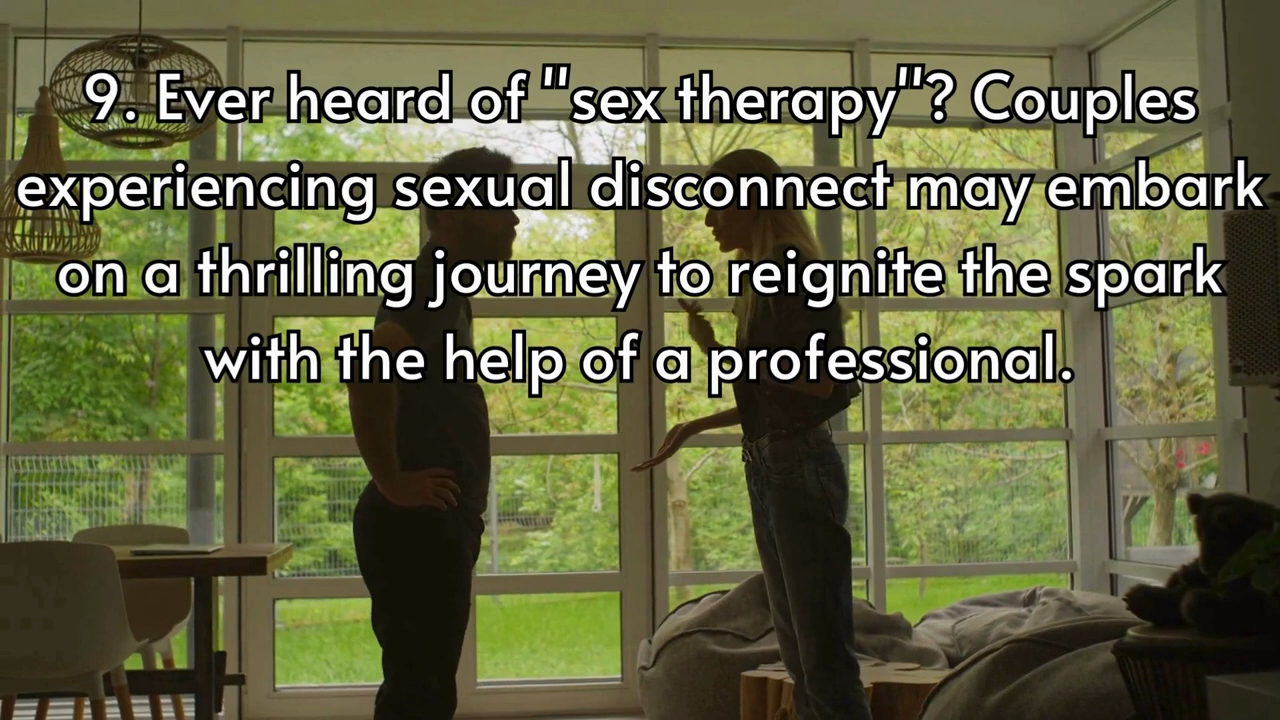 9. Ever heard of "sex therapy"? Couples
experiencing sexual disconnect may embark
on a thrilling journey to reignite the spark
with the help of a professional.